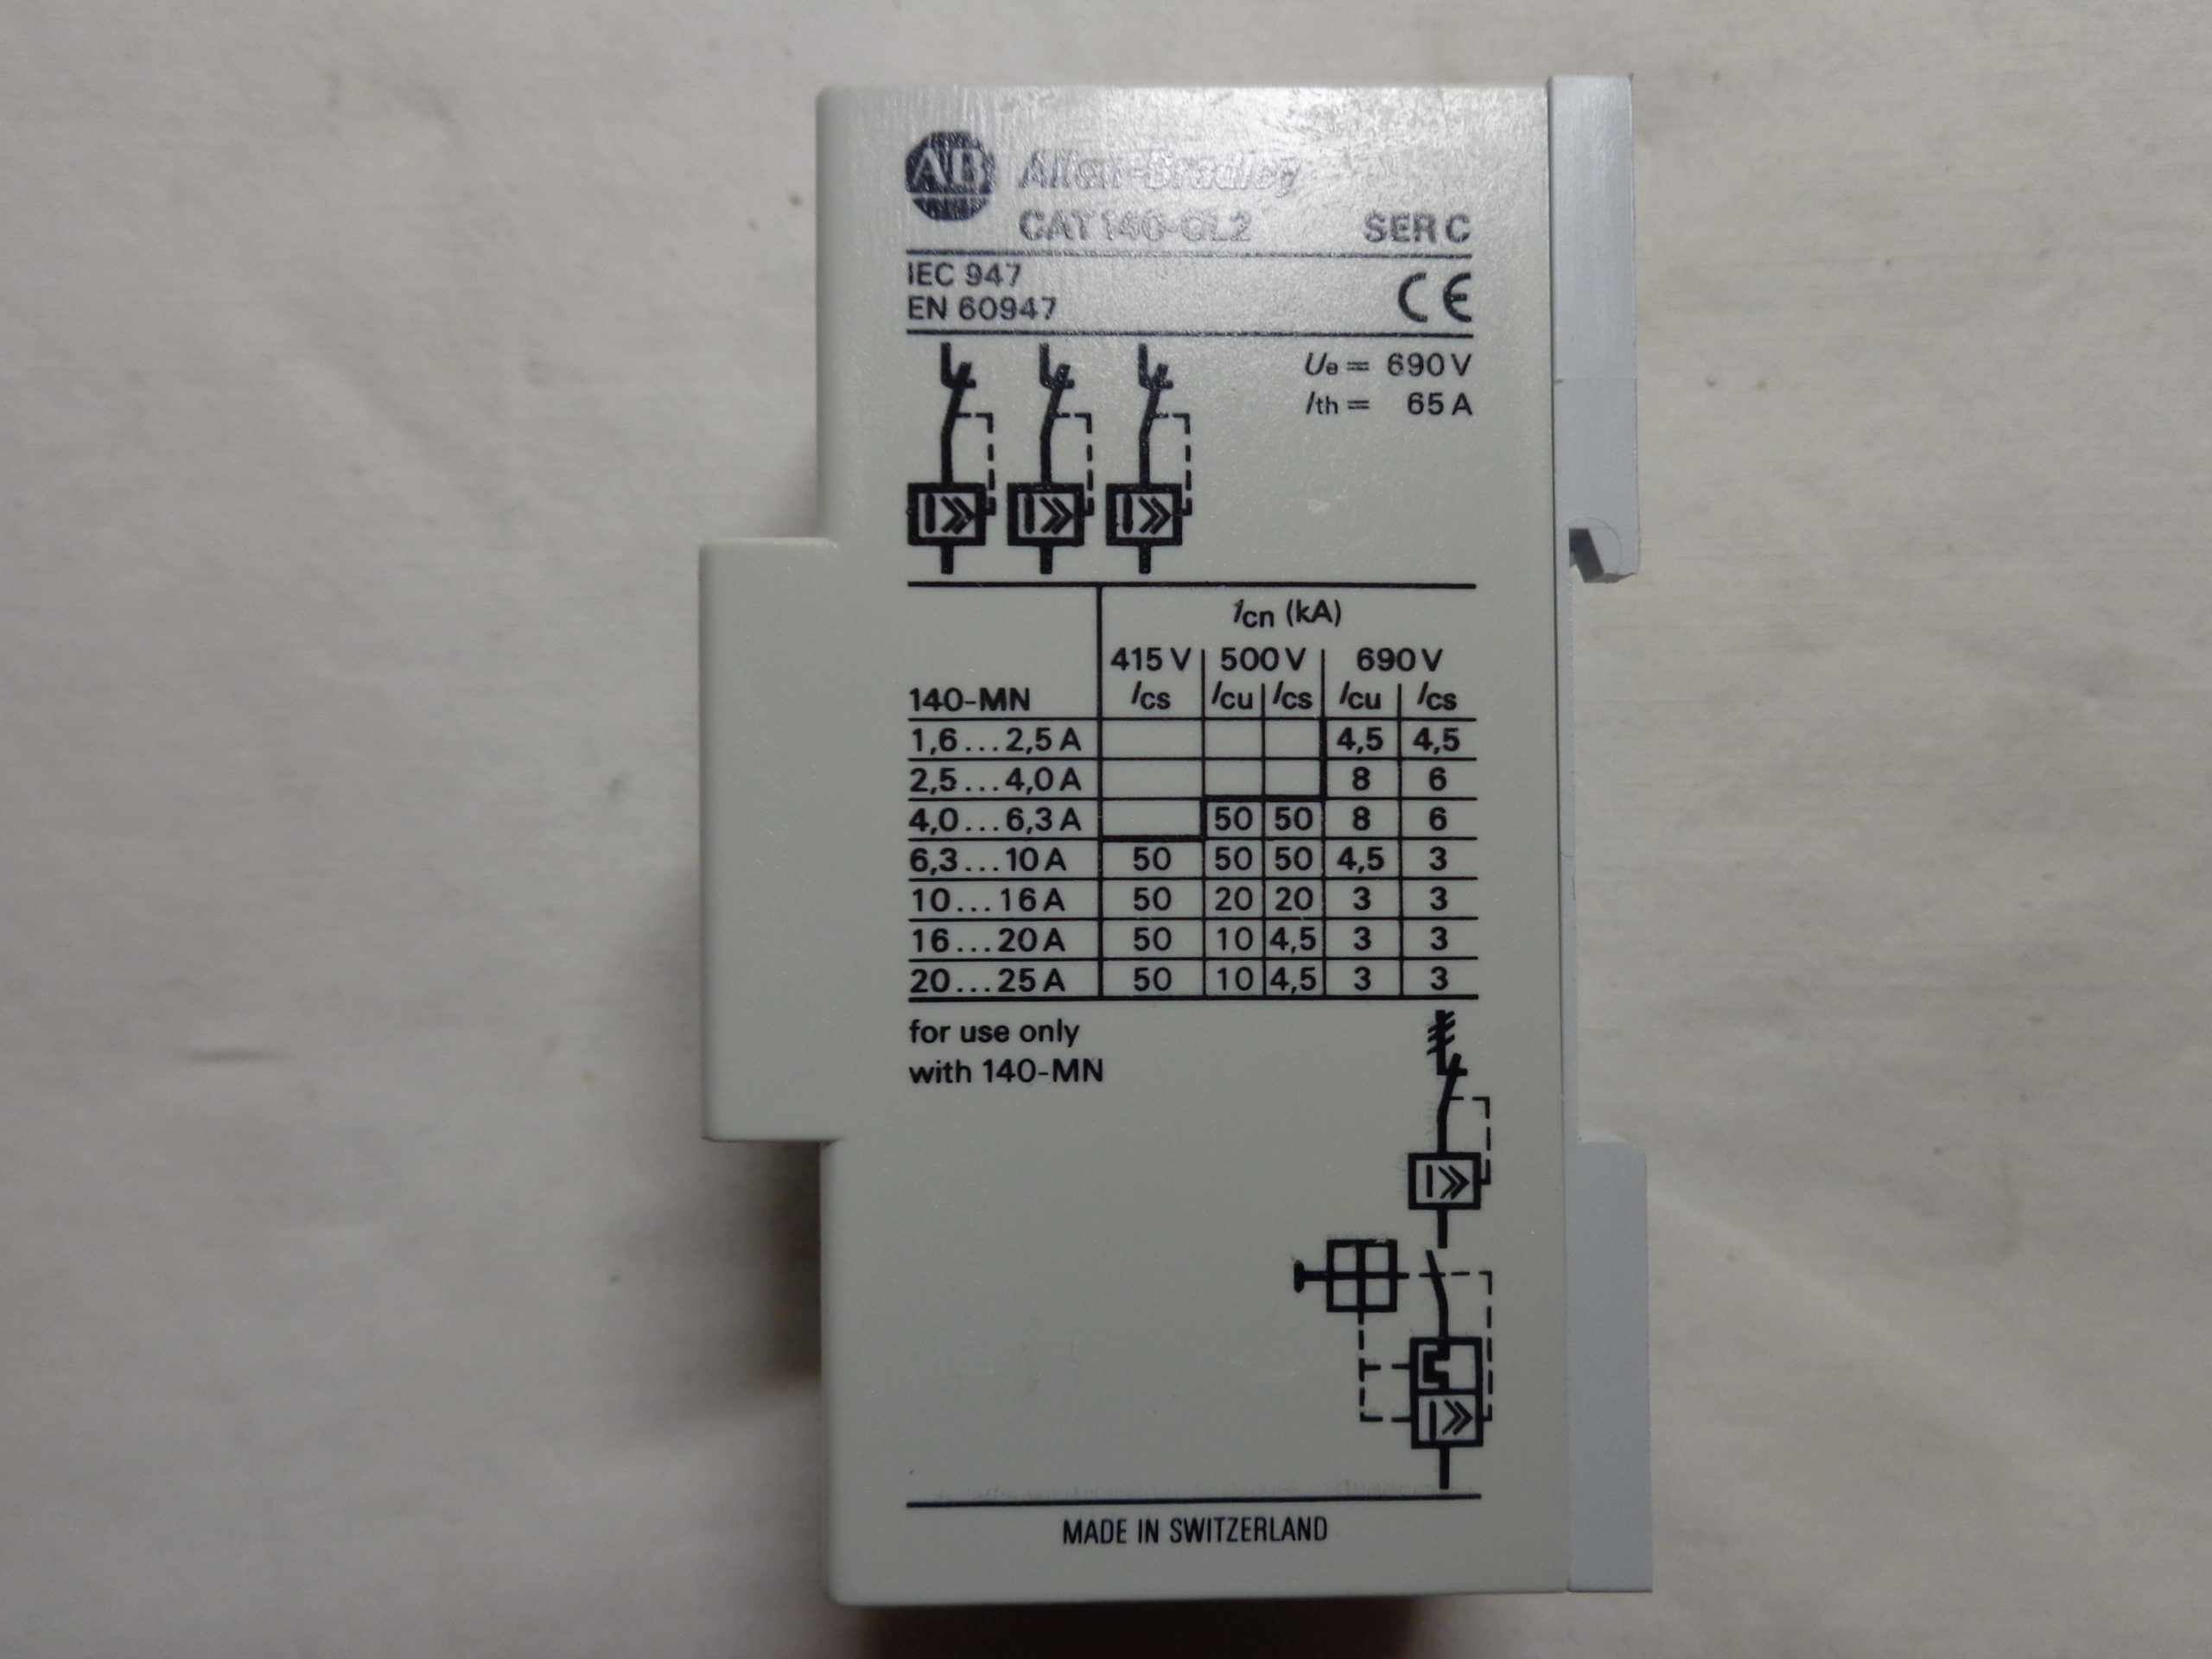 AB Allen-Bradley
CAT 140-CL2 SER C
IEC 947
EN 60947
CE
Ue = 690 V
Ith = 65 A
I>> I>> I>>
Icn (kA)
415 V 500 V 690 V
140-MN Ics Icu Ics Icu Ics
1,6...2,5 A 4,5 4,5
2,5...4,0 A 8 6
4,0...6,3 A 50 50 8 6
6,3...10 A 50 50 50 4,5 3
10...16 A 50 20 20 3 3
16...20 A 50 10 4,5 3 3
20...25 A 50 10 4,5 3 3
for use only
with 140-MN
I>>
I>>
MADE IN SWITZERLAND